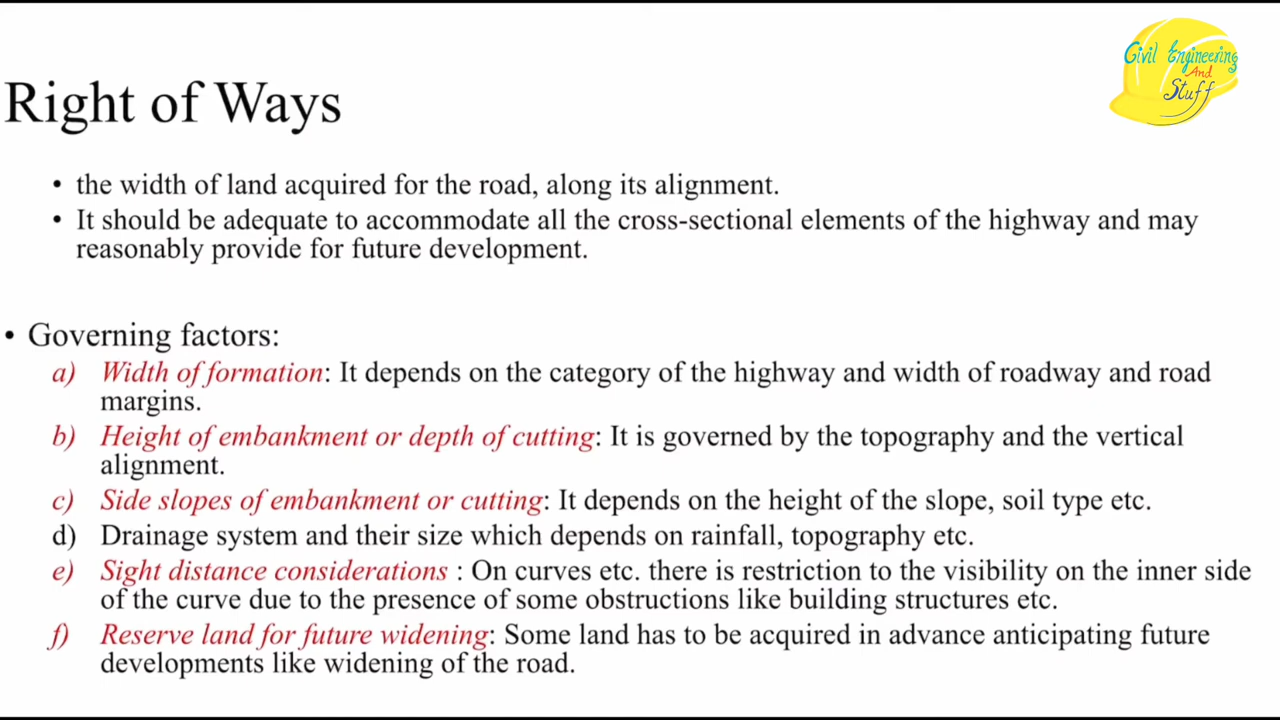 Civil Engineering
And
Stuff
Right of Ways
• the width of land acquired for the road, along its alignment.
• It should be adequate to accommodate all the cross-sectional elements of the highway and may
reasonably provide for future development.
• Governing factors:
a) Width of formation: It depends on the category of the highway and width of roadway and road
margins.
b) Height of embankment or depth of cutting: It is governed by the topography and the vertical
alignment.
c) Side slopes of embankment or cutting: It depends on the height of the slope, soil type etc.
d) Drainage system and their size which depends on rainfall, topography etc.
e) Sight distance considerations : On curves etc. there is restriction to the visibility on the inner side
of the curve due to the presence of some obstructions like building structures etc.
f) Reserve land for future widening: Some land has to be acquired in advance anticipating future
developments like widening of the road.